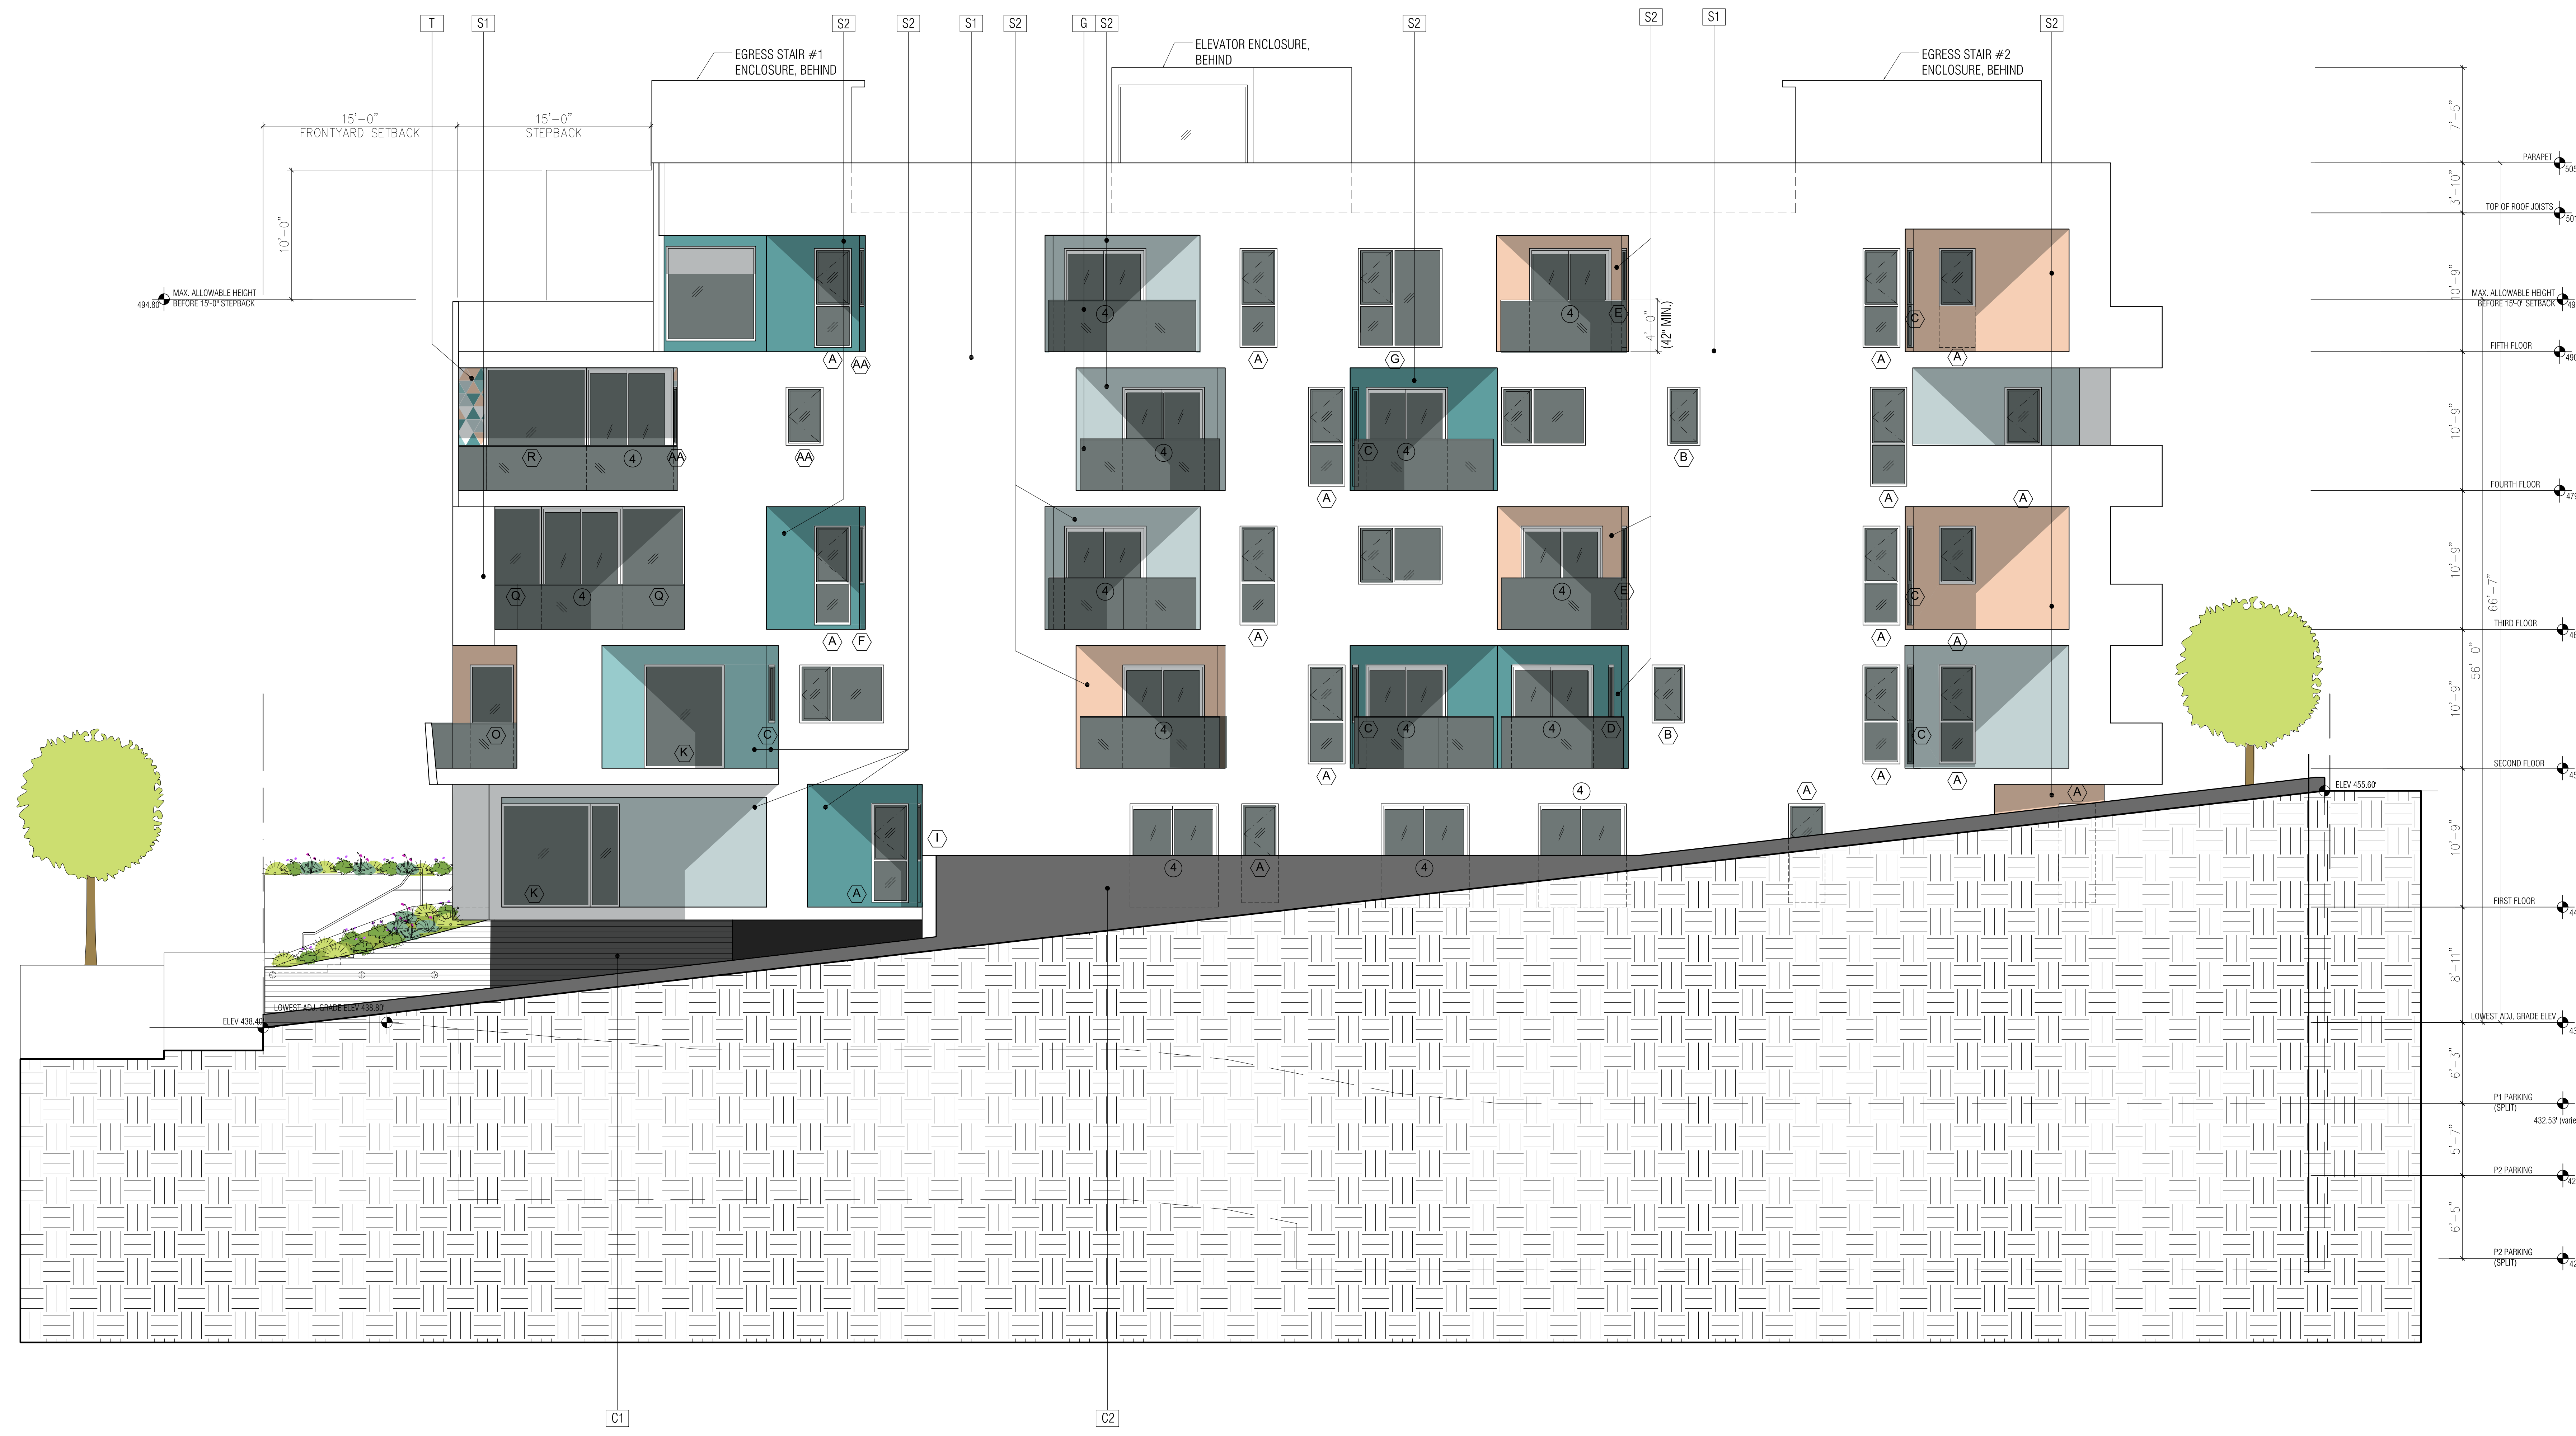 T
S1
S2
S2
S1
S2
G
S2
S2
S2
S1
S2
EGRESS STAIR #1
ENCLOSURE, BEHIND
ELEVATOR ENCLOSURE,
BEHIND
EGRESS STAIR #2
ENCLOSURE, BEHIND
15'-0"
FRONTYARD SETBACK
15'-0"
STEPBACK
10'-0"
7'-5"
PARAPET
3'-10"
TOP OF ROOF JOISTS
10'-9"
494.80'
MAX. ALLOWABLE HEIGHT
BEFORE 15'-0" STEPBACK
MAX. ALLOWABLE HEIGHT
BEFORE 15'-0" SETBACK
4
4
E
4'-0"
(42" MIN.)
C
FIFTH FLOOR
A
AA
A
G
A
A
10'-9"
R
4
AA
AA
4
C
4
B
A
A
A
FOURTH FLOOR
10'-9"
66'-7"
Q
4
Q
4
4
E
C
A
F
A
A
A
THIRD FLOOR
56'-0"
10'-9"
O
K
C
4
C
4
4
D
B
C
A
A
A
SECOND FLOOR
ELEV 455.60'
4
A
A
10'-9"
I
K
A
4
A
4
FIRST FLOOR
8'-11"
LOWEST ADJ. GRADE ELEV 438.80'
ELEV 438.40
LOWEST ADJ. GRADE ELEV
6'-3"
P1 PARKING
(SPLIT)
5'-7"
P2 PARKING
6'-5"
P2 PARKING
(SPLIT)
C1
C2